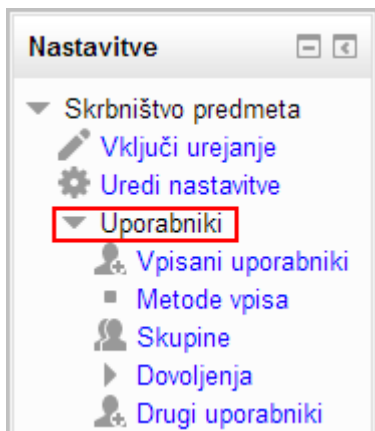 Nastavitve
Skrbništvo predmeta
Vključi urejanje
Uredi nastavitve
Uporabniki
Vpisani uporabniki
Metode vpisa
Skupine
Dovoljenja
Drugi uporabniki